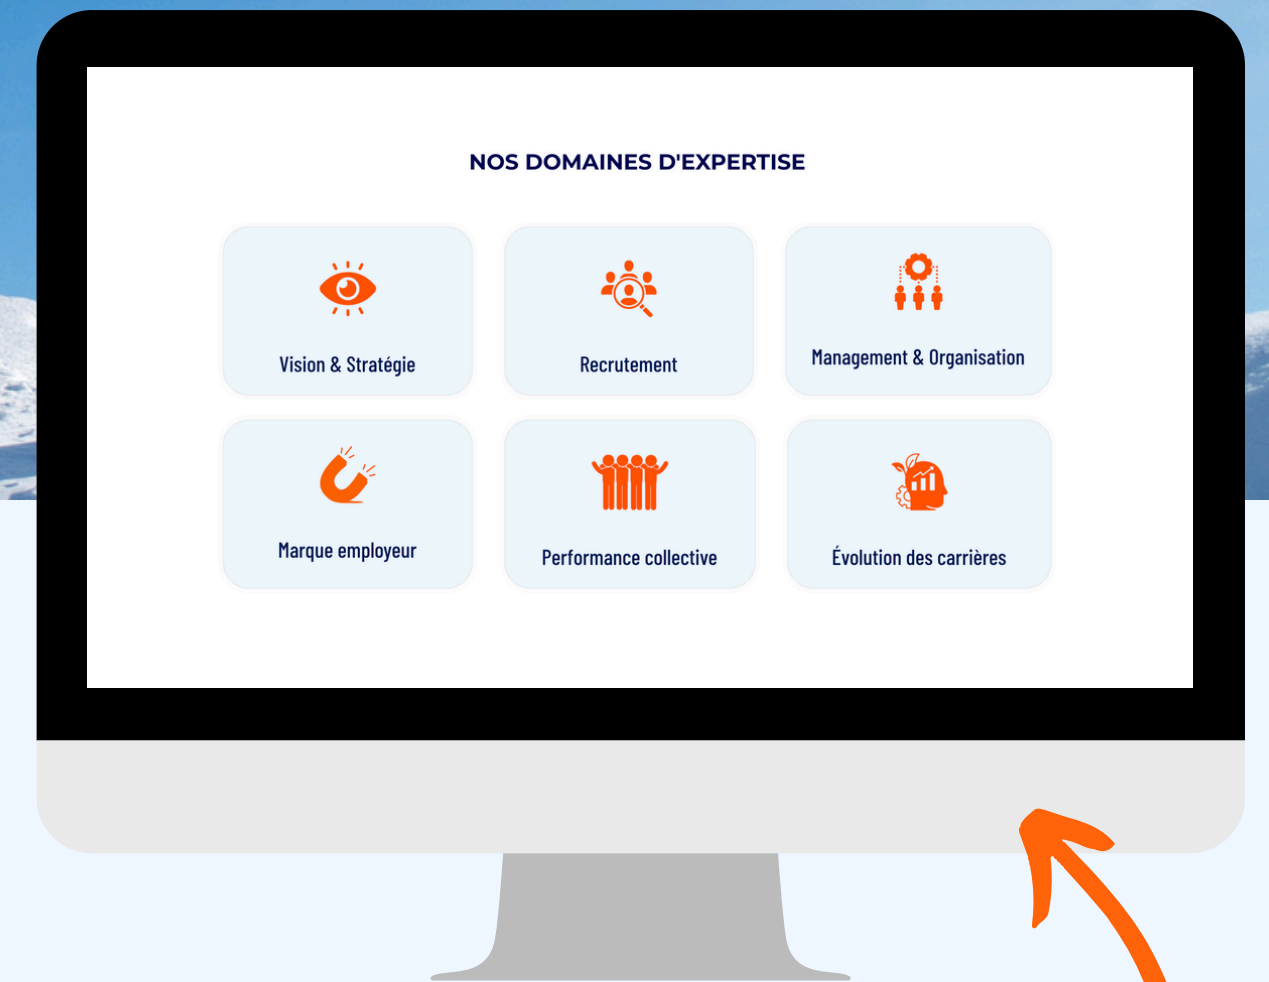 NOS DOMAINES D'EXPERTISE
Vision & Stratégie
Recrutement
Management & Organisation
Marque employeur
Performance collective
Évolution des carrières